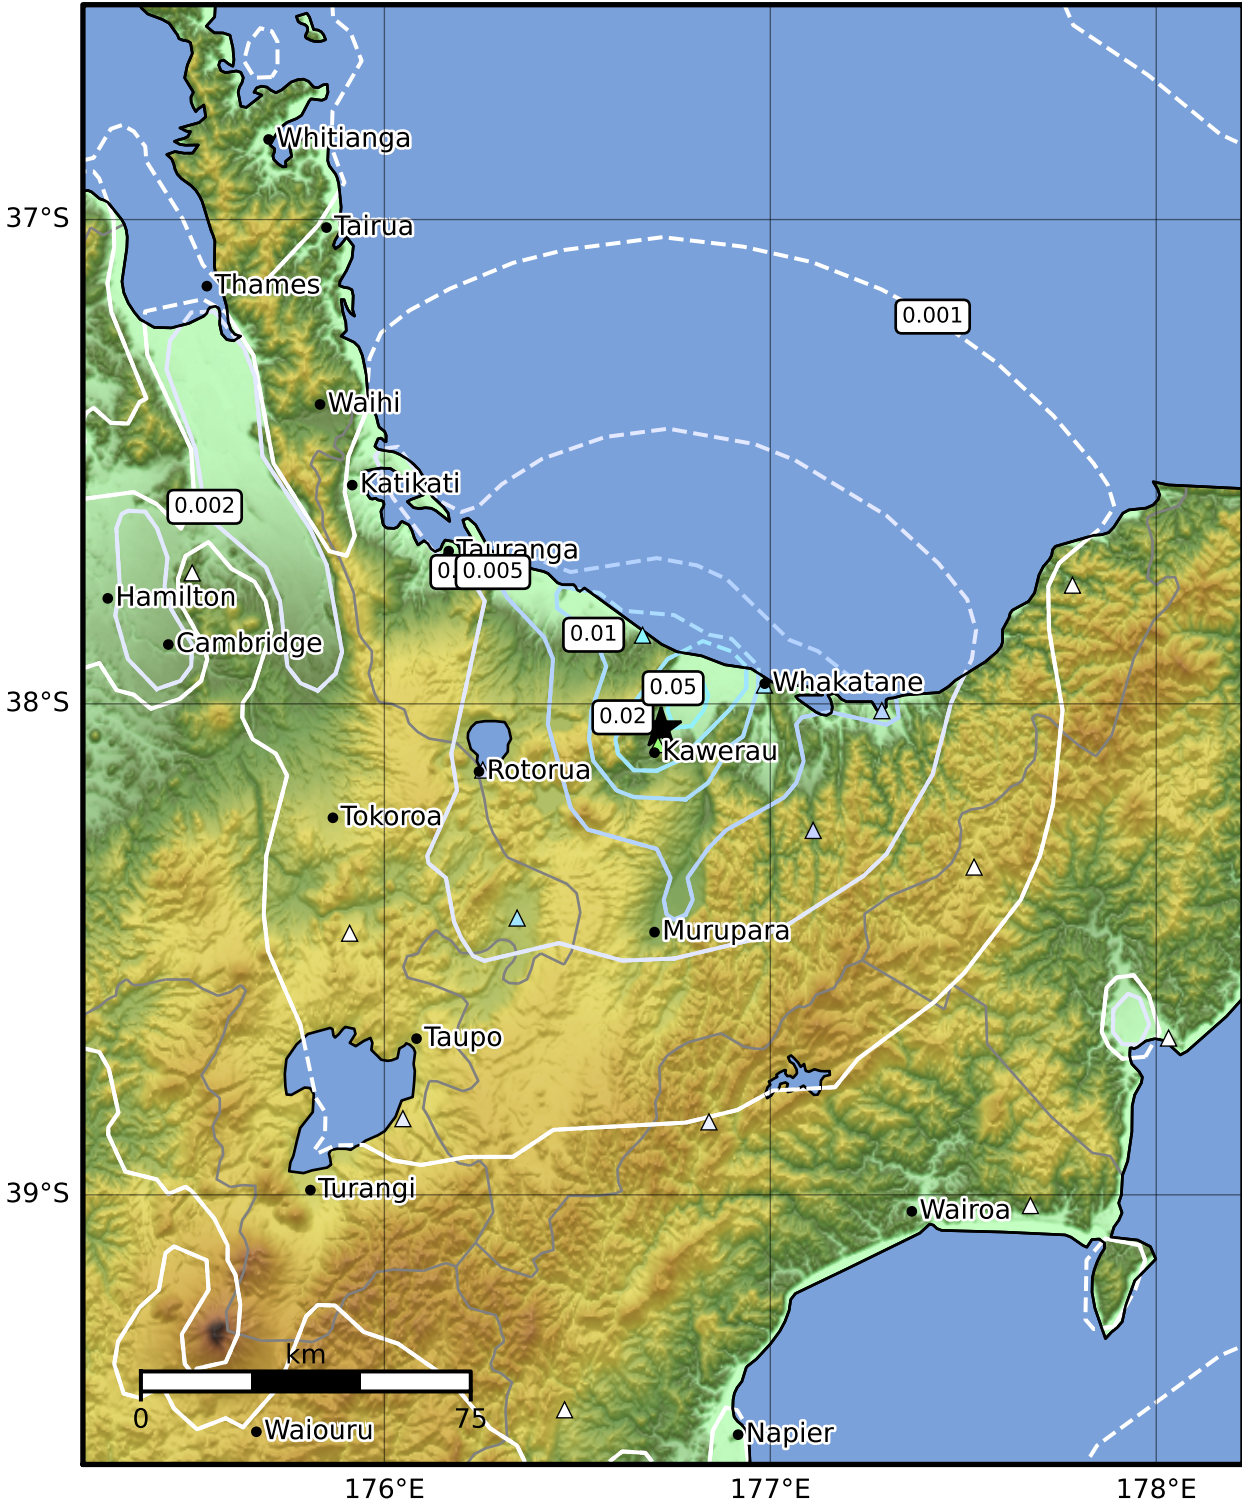 Whitianga
37°S
Tairua
Thames
0.001
Waihi
Katikati
0.002
Tauranga
0.005
Hamilton
0.01
Cambridge
Whakatane
0.05
38°S
0.02
Kawerau
Rotorua
Tokoroa
Murupara
Taupo
Turangi
39°S
Wairoa
km
0
75
Waiouru
Napier
176°E
177°E
178°E